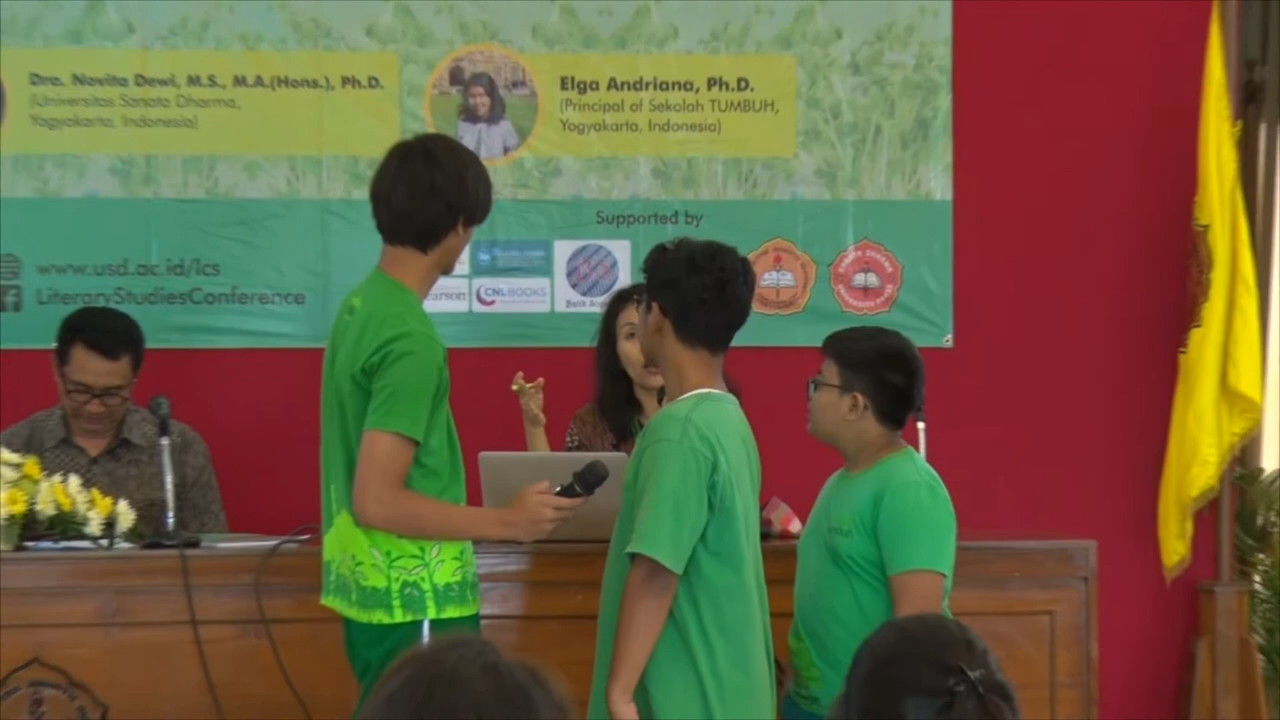 Dra. Novita Dewi, M.S., M.A.(Hons.), Ph.D.
(Universitas Sanata Dharma,
Yogyakarta, Indonesia)
Elga Andriana, Ph.D.
(Principal of Sekolah TUMBUH,
Yogyakarta, Indonesia)
Supported by
www.usd.ac.id/lcs
LiteraryStudiesConference
CNLBOOKS
Batik